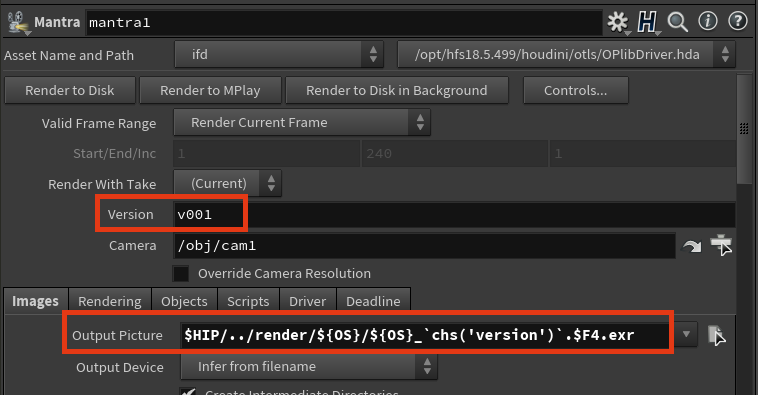 Mantra mantra1
Asset Name and Path ifd /opt/hfs18.5.499/houdini/otls/OPlibDriver.hda
Render to Disk Render to MPlay Render to Disk in Background Controls...
Valid Frame Range Render Current Frame
Start/End/Inc 1 240 1
Render With Take (Current)
Version v001
Camera /obj/cam1
Override Camera Resolution
Images Rendering Objects Scripts Driver Deadline
Output Picture $HIP/../render/${OS}/${OS}_`chs('version')`.$F4.exr
Output Device Infer from filename
Create Intermediate Directories